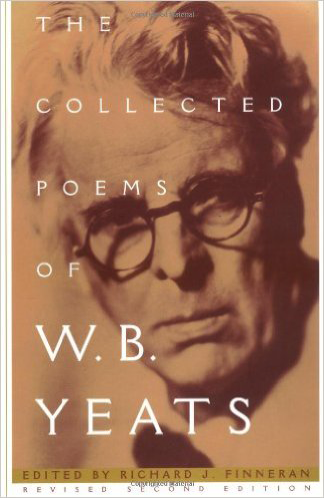 THE
COLLECTED
POEMS
OF
W.B.
YEATS
EDITED BY RICHARD J. FINNERAN
REVISED SECOND EDITION